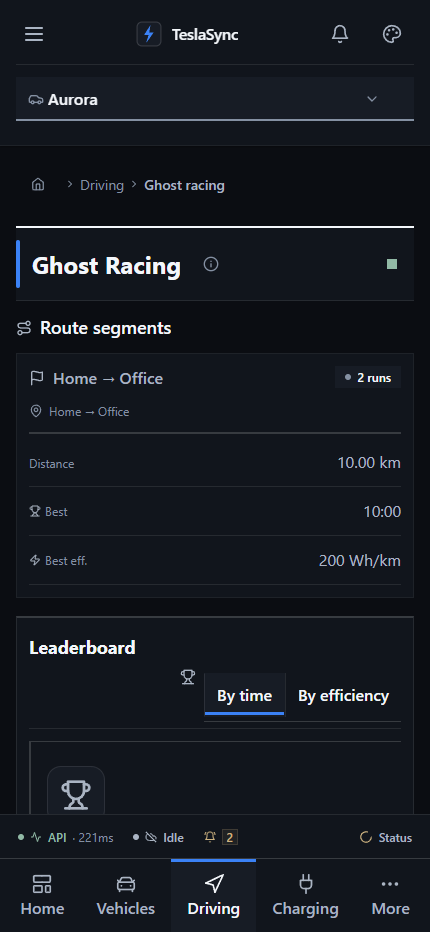 TeslaSync
Aurora
Driving Ghost racing
Ghost Racing
Route segments
Home → Office
2 runs
Home → Office
Distance 10.00 km
Best 10:00
Best eff. 200 Wh/km
Leaderboard
By time By efficiency
API · 221ms Idle 2 Status
Home Vehicles Driving Charging More